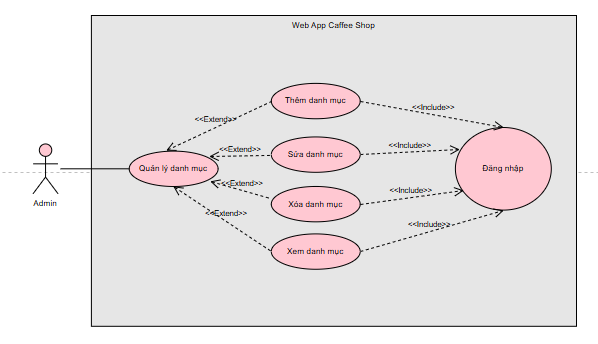 Web App Caffee Shop
Thêm danh mục
<<Extend>>
<<Include>>
Sửa danh mục
<<Extend>>
<<Include>>
Quản lý danh mục
Đăng nhập
<<Extend>>
<<Include>>
Xóa danh mục
Admin
<<Extend>>
<<Include>>
Xem danh mục